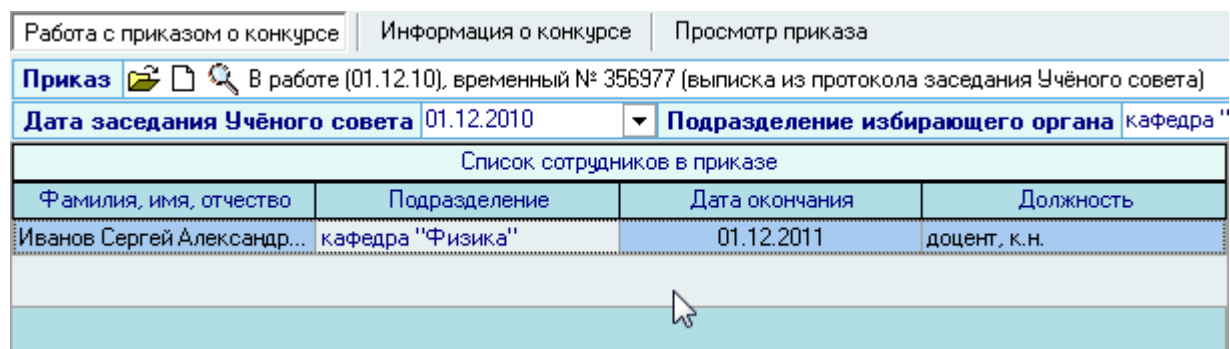 Работа с приказом о конкурсе Информация о конкурсе Просмотр приказа
Приказ В работе (01.12.10), временный № 356977 (выписка из протокола заседания Учёного совета)
Дата заседания Учёного совета 01.12.2010 Подразделение избирающего органа кафедра "
Список сотрудников в приказе
Фамилия, имя, отчество Подразделение Дата окончания Должность
Иванов Сергей Александр... кафедра "Физика" 01.12.2011 доцент, к.н.